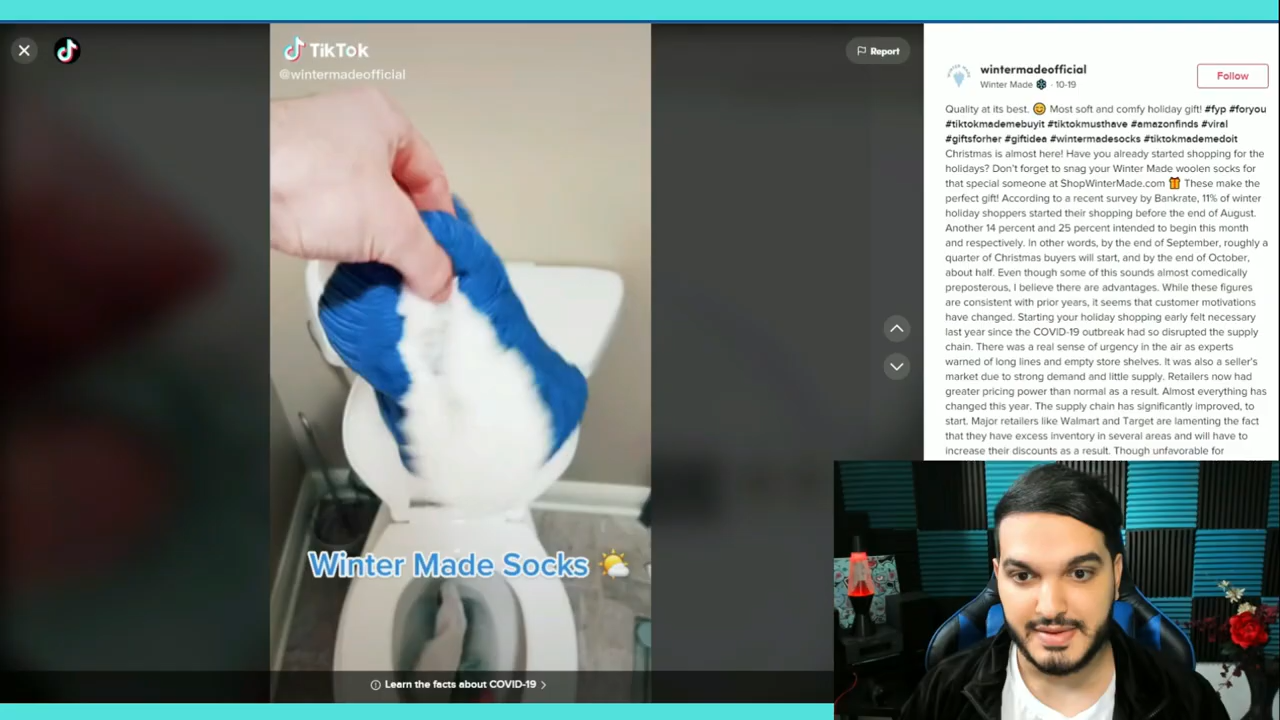 TikTok
@wintermadeofficial
Report
wintermadeofficial
Winter Made · 10-19
Follow
Quality at its best. 😊 Most soft and comfy holiday gift! #fyp #foryou
#tiktokmademebuyit #tiktokmusthave #amazonfinds #viral
#giftsforher #giftidea #wintermadesocks #tiktokmademedoit
Christmas is almost here! Have you already started shopping for the
holidays? Don't forget to snag your Winter Made woolen socks for
that special someone at ShopWinterMade.com 🎁 These make the
perfect gift! According to a recent survey by Bankrate, 11% of winter
holiday shoppers started their shopping before the end of August.
Another 14 percent and 25 percent intended to begin this month
and respectively. In other words, by the end of September, roughly a
quarter of Christmas buyers will start, and by the end of October,
about half. Even though some of this sounds almost comedically
preposterous, I believe there are advantages. While these figures
are consistent with prior years, it seems that customer motivations
have changed. Starting your holiday shopping early felt necessary
last year since the COVID-19 outbreak had so disrupted the supply
chain. There was a real sense of urgency in the air as experts
warned of long lines and empty store shelves. It was also a seller's
market due to strong demand and little supply. Retailers now had
greater pricing power than normal as a result. Almost everything has
changed this year. The supply chain has significantly improved, to
start. Major retailers like Walmart and Target are lamenting the fact
that they have excess inventory in several areas and will have to
increase their discounts as a result. Though unfavorable for
Winter Made Socks 🌤
Learn the facts about COVID-19 >